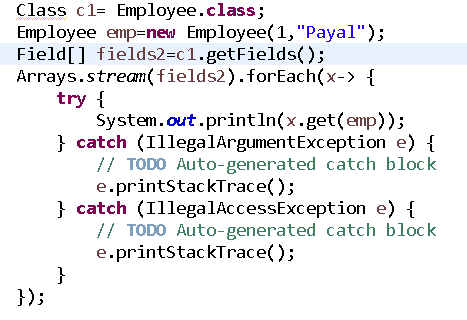 Class c1= Employee.class;
Employee emp=new Employee(1,"Payal");
Field[] fields2=c1.getFields();
Arrays.stream(fields2).forEach(x-> {
try {
System.out.println(x.get(emp));
} catch (IllegalArgumentException e) {
// TODO Auto-generated catch block
e.printStackTrace();
} catch (IllegalAccessException e) {
// TODO Auto-generated catch block
e.printStackTrace();
}
});